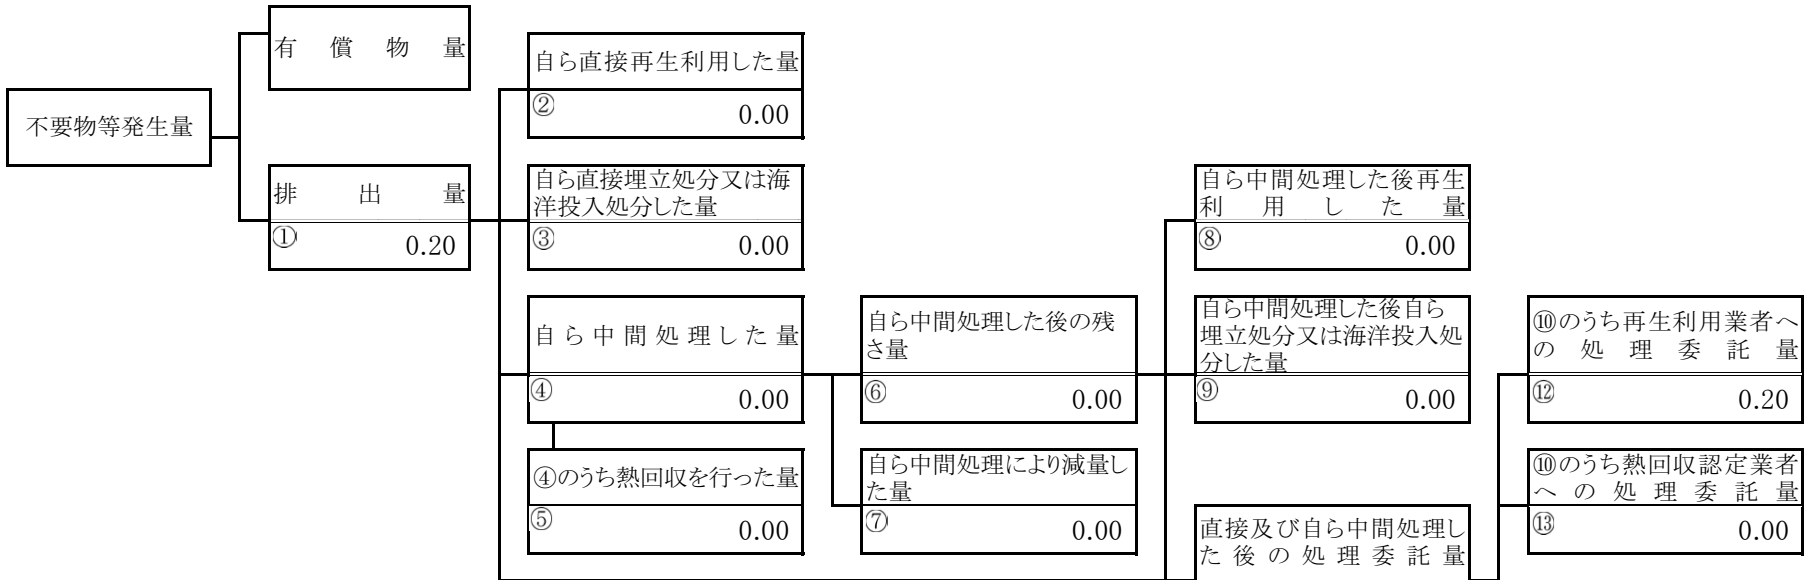 有償物量
不要物等発生量
排出量
① 0.20
自ら直接再生利用した量
② 0.00
自ら直接埋立処分又は海
洋投入処分した量
③ 0.00
自ら中間処理した量
④ 0.00
④のうち熱回収を行った量
⑤ 0.00
自ら中間処理した後の残
さ量
⑥ 0.00
自ら中間処理により減量し
た量
⑦ 0.00
自ら中間処理した後再生
利用した量
⑧ 0.00
自ら中間処理した後自ら
埋立処分又は海洋投入処
分した量
⑨ 0.00
直接及び自ら中間処理し
た後の処理委託量
⑩のうち再生利用業者へ
の処理委託量
⑫ 0.20
⑩のうち熱回収認定業者
への処理委託量
⑬ 0.00